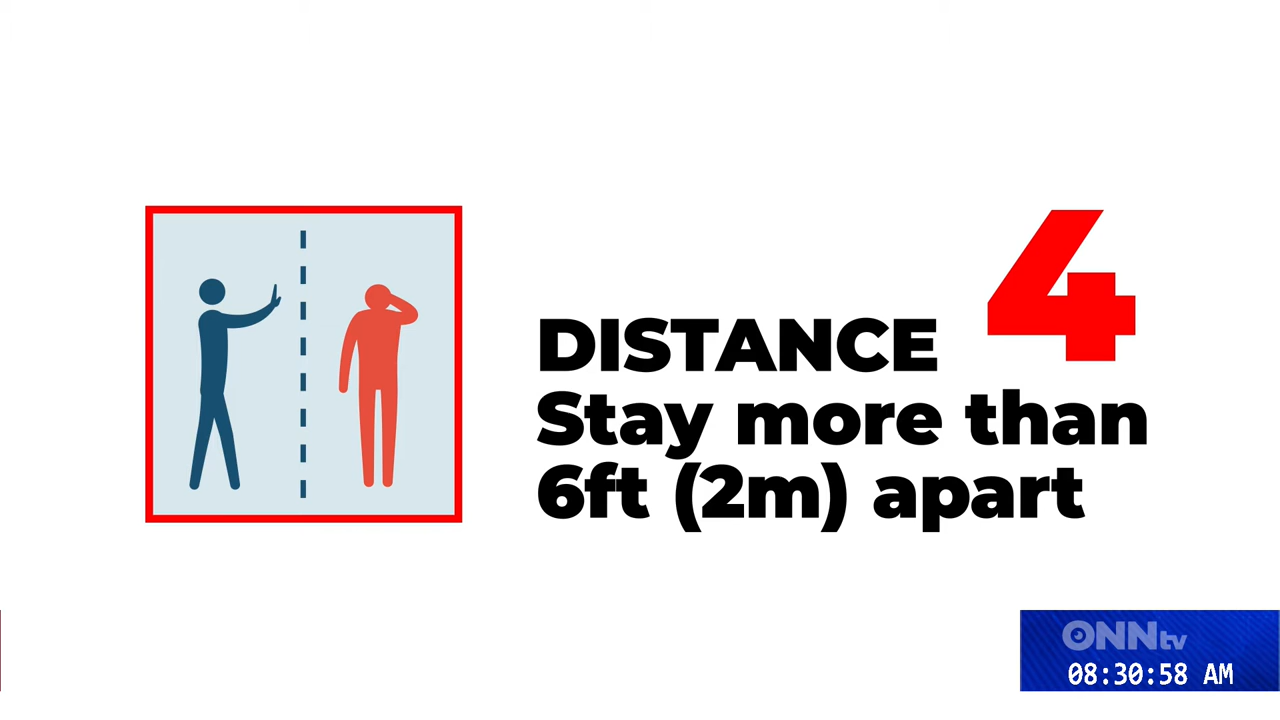 4
DISTANCE
Stay more than
6ft (2m) apart
ONNtv
08:30:58 AM